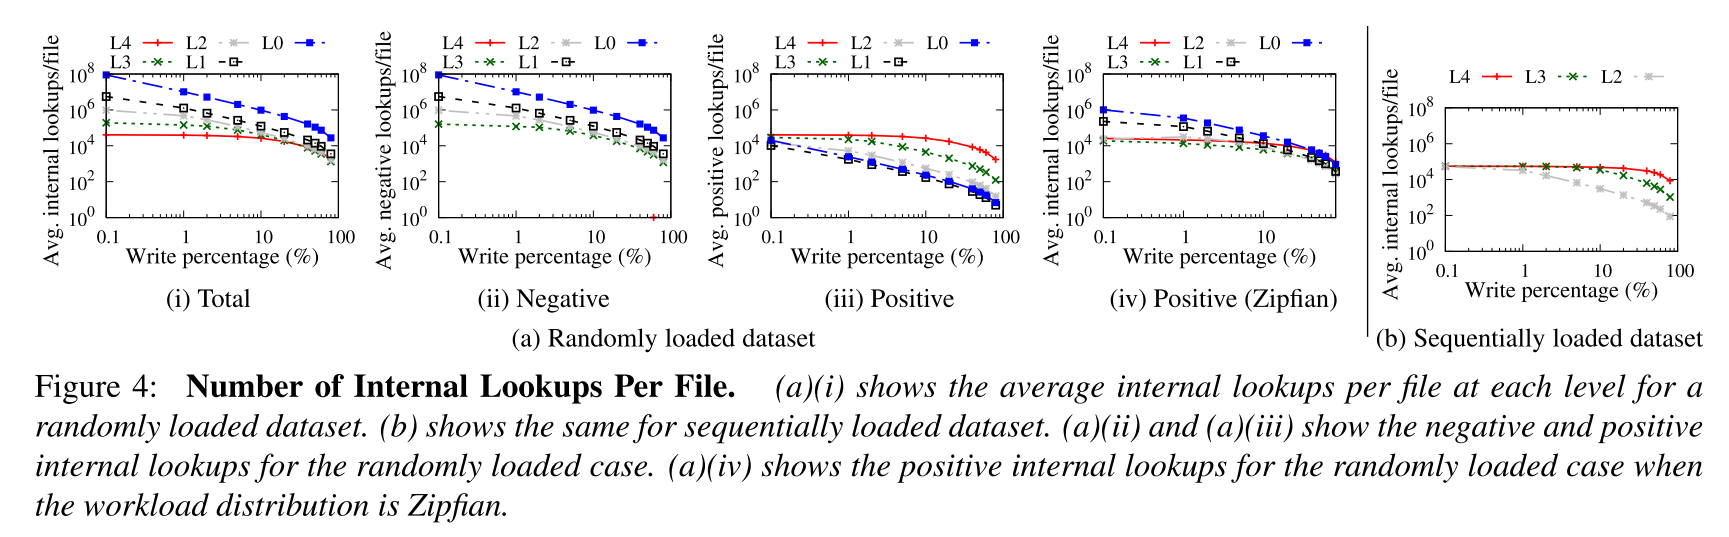 L4 L2 L0
L3 L1
Avg. internal lookups/file
10^8
10^6
10^4
10^2
10^0
0.1 1 10 100
Write percentage (%)
(i) Total
L4 L2 L0
L3 L1
Avg. negative lookups/file
10^8
10^6
10^4
10^2
10^0
0.1 1 10 100
Write percentage (%)
(ii) Negative
L4 L2 L0
L3 L1
Avg. positive lookups/file
10^8
10^6
10^4
10^2
10^0
0.1 1 10 100
Write percentage (%)
(iii) Positive
L4 L2 L0
L3 L1
Avg. internal lookups/file
10^8
10^6
10^4
10^2
10^0
0.1 1 10
Write percentage (%)
(iv) Positive (Zipfian)
(a) Randomly loaded dataset
L4 L3 L2
Avg. internal lookups/file
10^8
10^6
10^4
10^2
10^0
0.1 1 10 100
Write percentage (%)
(b) Sequentially loaded dataset
Figure 4: Number of Internal Lookups Per File. (a)(i) shows the average internal lookups per file at each level for a
randomly loaded dataset. (b) shows the same for sequentially loaded dataset. (a)(ii) and (a)(iii) show the negative and positive
internal lookups for the randomly loaded case. (a)(iv) shows the positive internal lookups for the randomly loaded case when
the workload distribution is Zipfian.